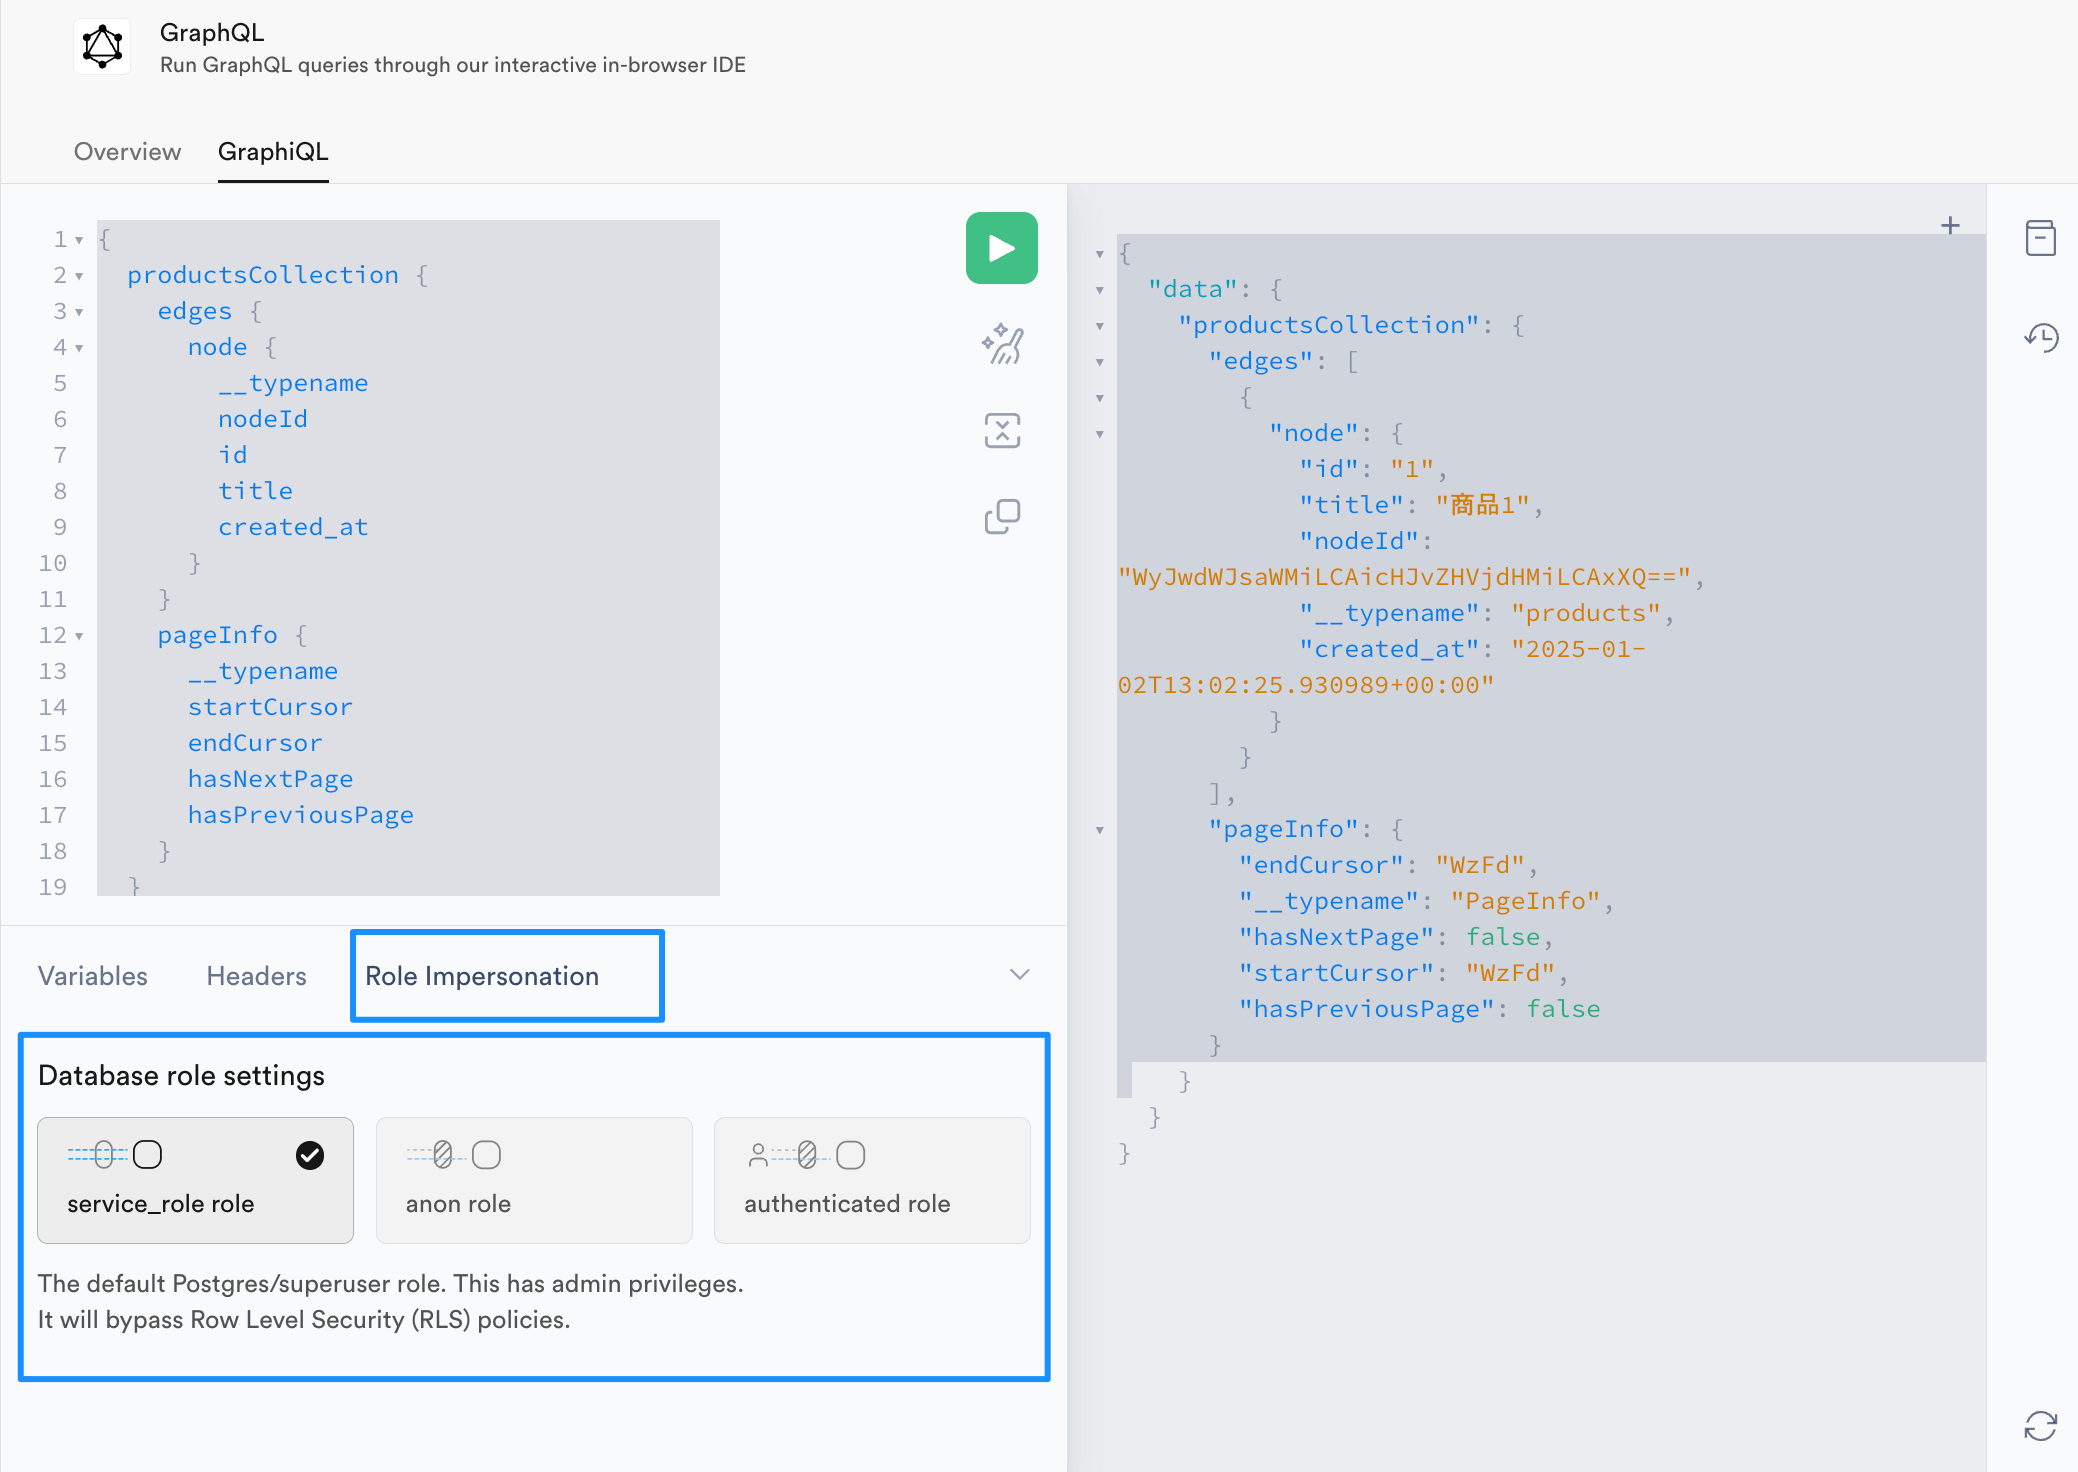 GraphQL
Run GraphQL queries through our interactive in-browser IDE
Overview
GraphiQL
1 {
2 productsCollection {
3 edges {
4 node {
5 __typename
6 nodeId
7 id
8 title
9 created_at
10 }
11 }
12 pageInfo {
13 __typename
14 startCursor
15 endCursor
16 hasNextPage
17 hasPreviousPage
18 }
19 }
Variables
Headers
Role Impersonation
Database role settings
service_role role
anon role
authenticated role
The default Postgres/superuser role. This has admin privileges.
It will bypass Row Level Security (RLS) policies.
{
"data": {
"productsCollection": {
"edges": [
{
"node": {
"id": "1",
"title": "商品1",
"nodeId":
"WyJwdWJsaWMiLCAicHJvZHVjdHMiLCAxXQ==",
"__typename": "products",
"created_at": "2025-01-
02T13:02:25.930989+00:00"
}
}
],
"pageInfo": {
"endCursor": "WzFd",
"__typename": "PageInfo",
"hasNextPage": false,
"startCursor": "WzFd",
"hasPreviousPage": false
}
}
}
}